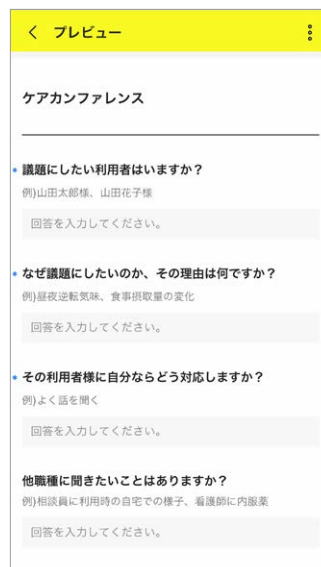 プレビュー
ケアカンファレンス
議題にしたい利用者はいますか？
例)山田太郎様、山田花子様
回答を入力してください。
なぜ議題にしたいのか、その理由は何ですか？
例)昼夜逆転気味、食事摂取量の変化
回答を入力してください。
その利用者様に自分ならどう対応しますか？
例)よく話を聞く
回答を入力してください。
他職種に聞きたいことはありますか？
例)相談員に利用時の自宅での様子、看護師に内服薬
回答を入力してください。